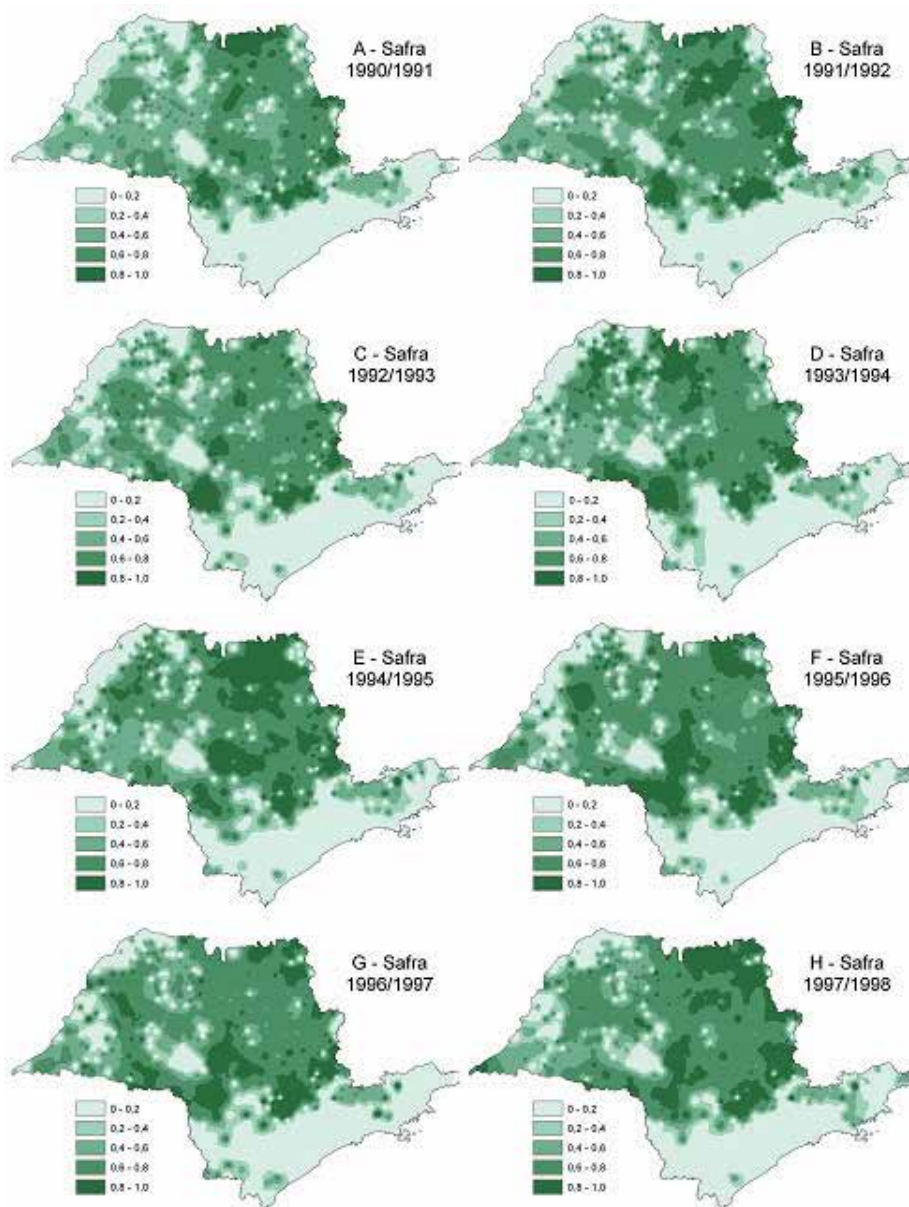 A - Safra
1990/1991
0 - 0,2
0,2 - 0,4
0,4 - 0,6
0,6 - 0,8
0,8 - 1,0
B - Safra
1991/1992
0 - 0,2
0,2 - 0,4
0,4 - 0,6
0,6 - 0,8
0,8 - 1,0
C - Safra
1992/1993
0 - 0,2
0,2 - 0,4
0,4 - 0,6
0,6 - 0,8
0,8 - 1,0
D - Safra
1993/1994
0 - 0,2
0,2 - 0,4
0,4 - 0,6
0,6 - 0,8
0,8 - 1,0
E - Safra
1994/1995
0 - 0,2
0,2 - 0,4
0,4 - 0,6
0,6 - 0,8
0,8 - 1,0
F - Safra
1995/1996
0 - 0,2
0,2 - 0,4
0,4 - 0,6
0,6 - 0,8
0,8 - 1,0
G - Safra
1996/1997
0 - 0,2
0,2 - 0,4
0,4 - 0,6
0,6 - 0,8
0,8 - 1,0
H - Safra
1997/1998
0 - 0,2
0,2 - 0,4
0,4 - 0,6
0,6 - 0,8
0,8 - 1,0